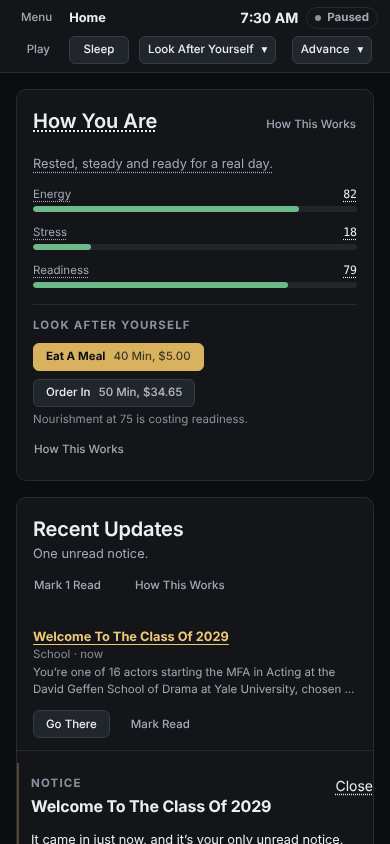 Menu Home 7:30 AM Paused
Play Sleep Look After Yourself ▾ Advance ▾
How You Are How This Works
Rested, steady and ready for a real day.
Energy 82
Stress 18
Readiness 79
LOOK AFTER YOURSELF
Eat A Meal 40 Min, $5.00
Order In 50 Min, $34.65
Nourishment at 75 is costing readiness.
How This Works
Recent Updates
One unread notice.
Mark 1 Read How This Works
Welcome To The Class Of 2029
School · now
You're one of 16 actors starting the MFA in Acting at the
David Geffen School of Drama at Yale University, chosen ...
Go There Mark Read
NOTICE Close
Welcome To The Class Of 2029
It came in just now, and it's your only unread notice.